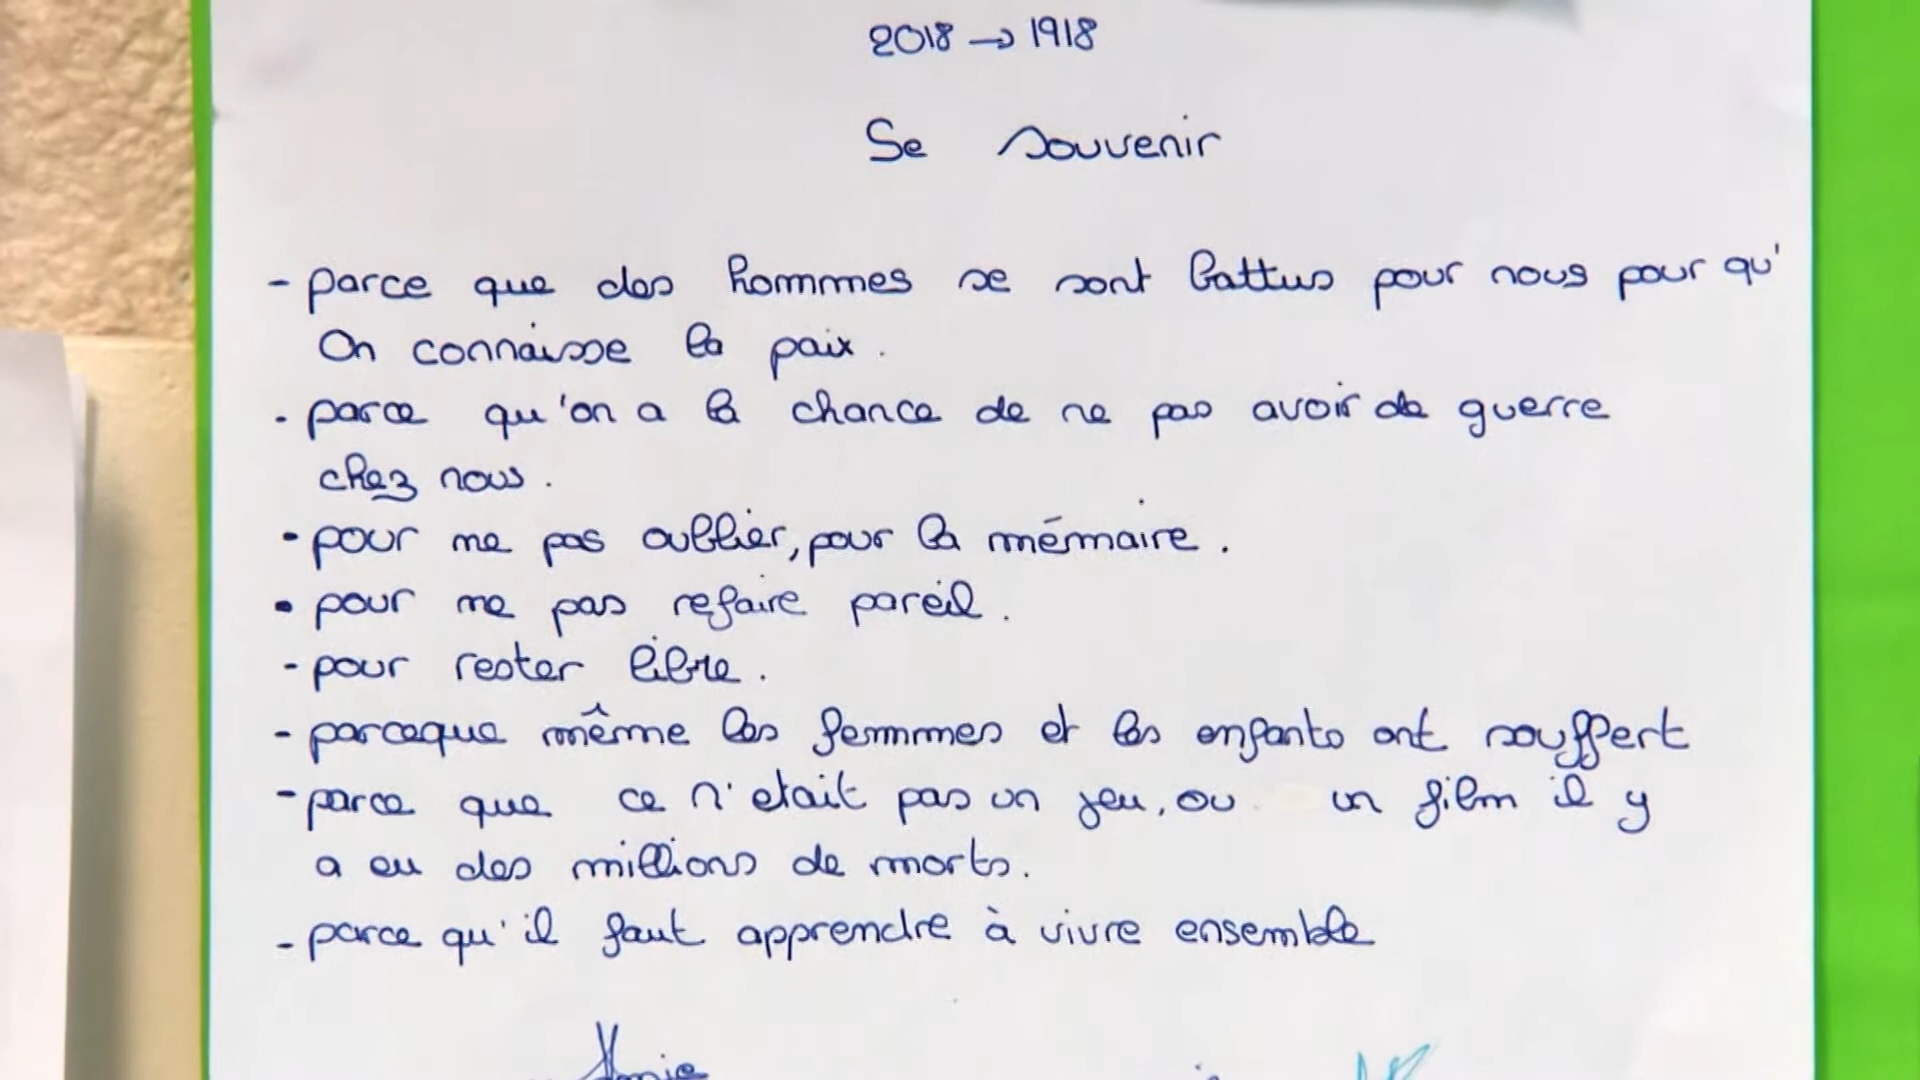 2018 → 1918
Se souvenir
- parce que des hommes se sont battus pour nous pour qu'
On connaisse la paix.
- parce qu'on a la chance de ne pas avoir de guerre
chez nous.
- pour ne pas oublier, pour la mémoire.
- pour ne pas refaire pareil.
- pour rester libre.
- parceque même les femmes et les enfants ont souffert
- parce que ce n'etait pas un jeu, ou un film il y
a eu des millions de morts.
- parce qu'il faut apprendre à vivre ensemble